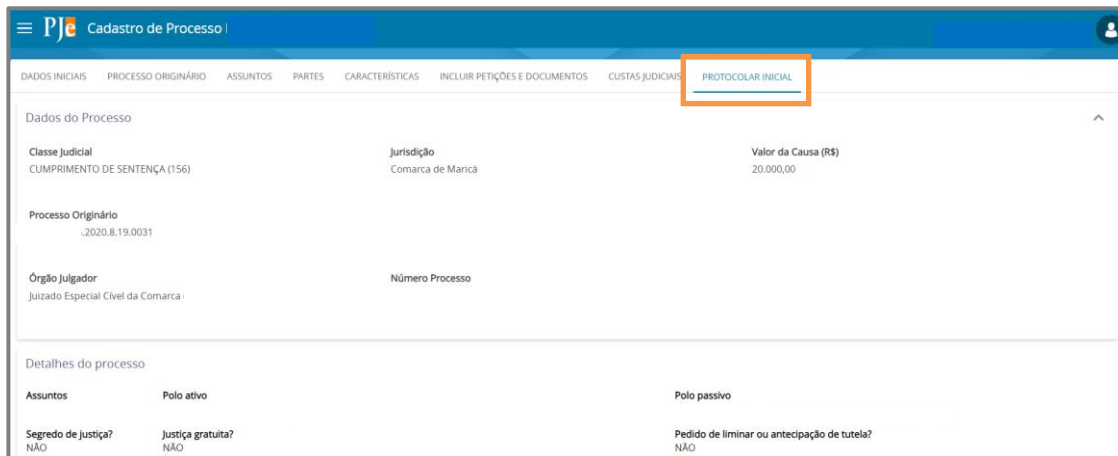 PJe Cadastro de Processo
DADOS INICIAIS PROCESSO ORIGINÁRIO ASSUNTOS PARTES CARACTERÍSTICAS INCLUIR PETIÇÕES E DOCUMENTOS CUSTAS JUDICIAIS PROTOCOLAR INICIAL
Dados do Processo
Classe Judicial Jurisdição Valor da Causa (R$)
CUMPRIMENTO DE SENTENÇA (156) Comarca de Maricá 20.000,00
Processo Originário
.2020.8.19.0031
Órgão Julgador Número Processo
Juizado Especial Cível da Comarca
Detalhes do processo
Assuntos Polo ativo Polo passivo
Segredo de justiça? Justiça gratuita? Pedido de liminar ou antecipação de tutela?
NÃO NÃO NÃO